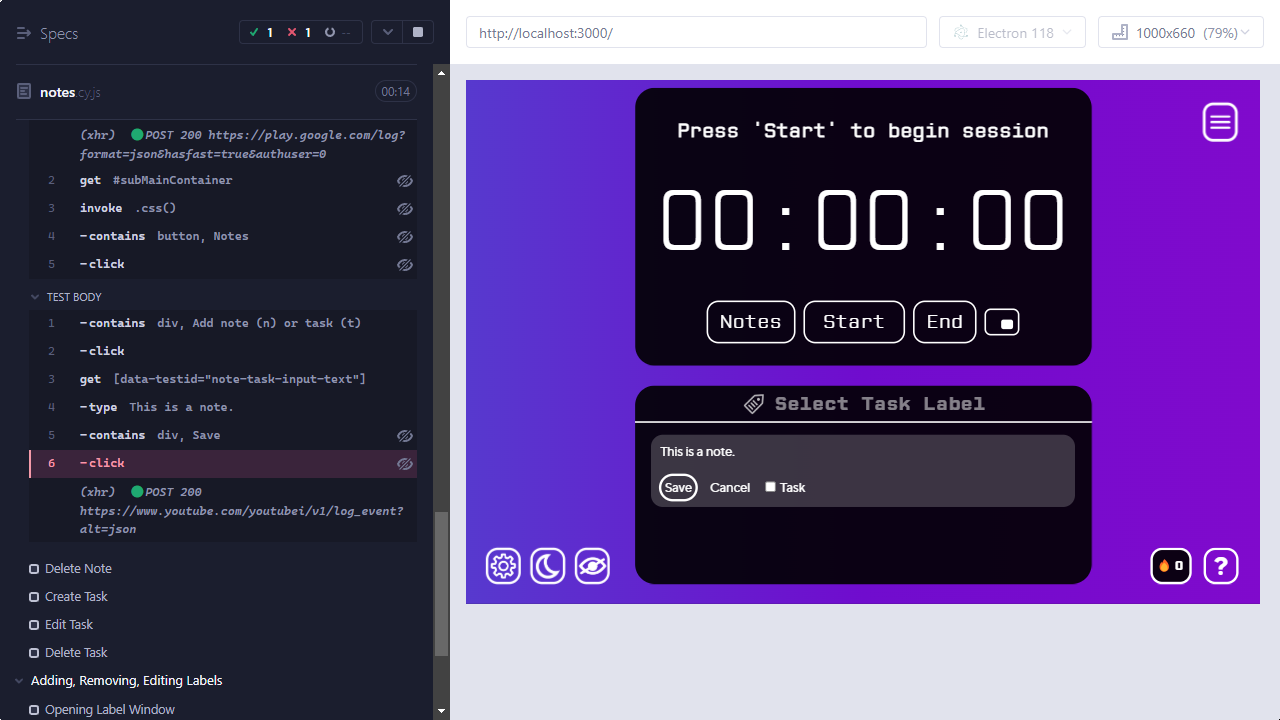 Specs
1
1
--
notes.cy.js
00:14
(xhr) POST 200 https://play.google.com/log?
format=json&hasfast=true&authuser=0
2 get #subMainContainer
3 invoke .css()
4 -contains button, Notes
5 -click
TEST BODY
1 -contains div, Add note (n) or task (t)
2 -click
3 get [data-testid="note-task-input-text"]
4 -type This is a note.
5 -contains div, Save
6 -click
(xhr) POST 200
https://www.youtube.com/youtubei/v1/log_event?
alt=json
Delete Note
Create Task
Edit Task
Delete Task
Adding, Removing, Editing Labels
Opening Label Window
http://localhost:3000/
Electron 118
1000x660 (79%)
Press 'Start' to begin session
00:00:00
Notes
Start
End
Select Task Label
This is a note.
Save
Cancel
Task
0
?